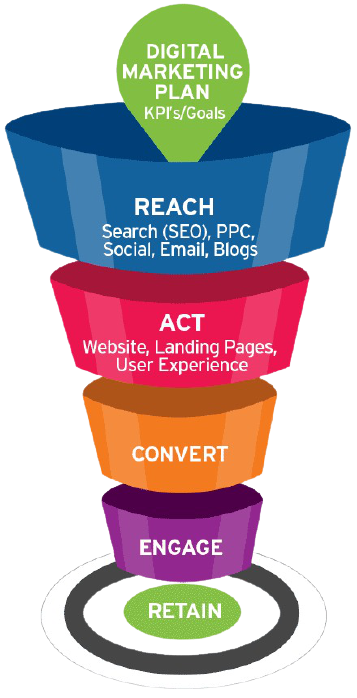 DIGITAL
MARKETING
PLAN
KPI's/Goals
REACH
Search (SEO), PPC,
Social, Email, Blogs
ACT
Website, Landing Pages,
User Experience
CONVERT
ENGAGE
RETAIN